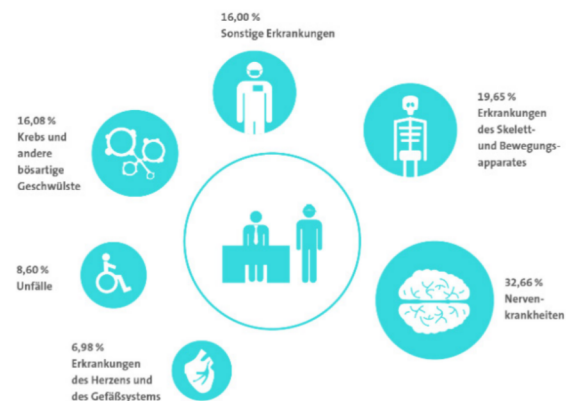 16,00 %
Sonstige Erkrankungen
19,65 %
Erkrankungen
des Skelett-
und Bewegungs-
apparates
32,66 %
Nerven-
krankheiten
6,98 %
Erkrankungen
des Herzens und
des Gefäßsystems
8,60 %
Unfälle
16,08 %
Krebs und
andere
bösartige
Geschwülste